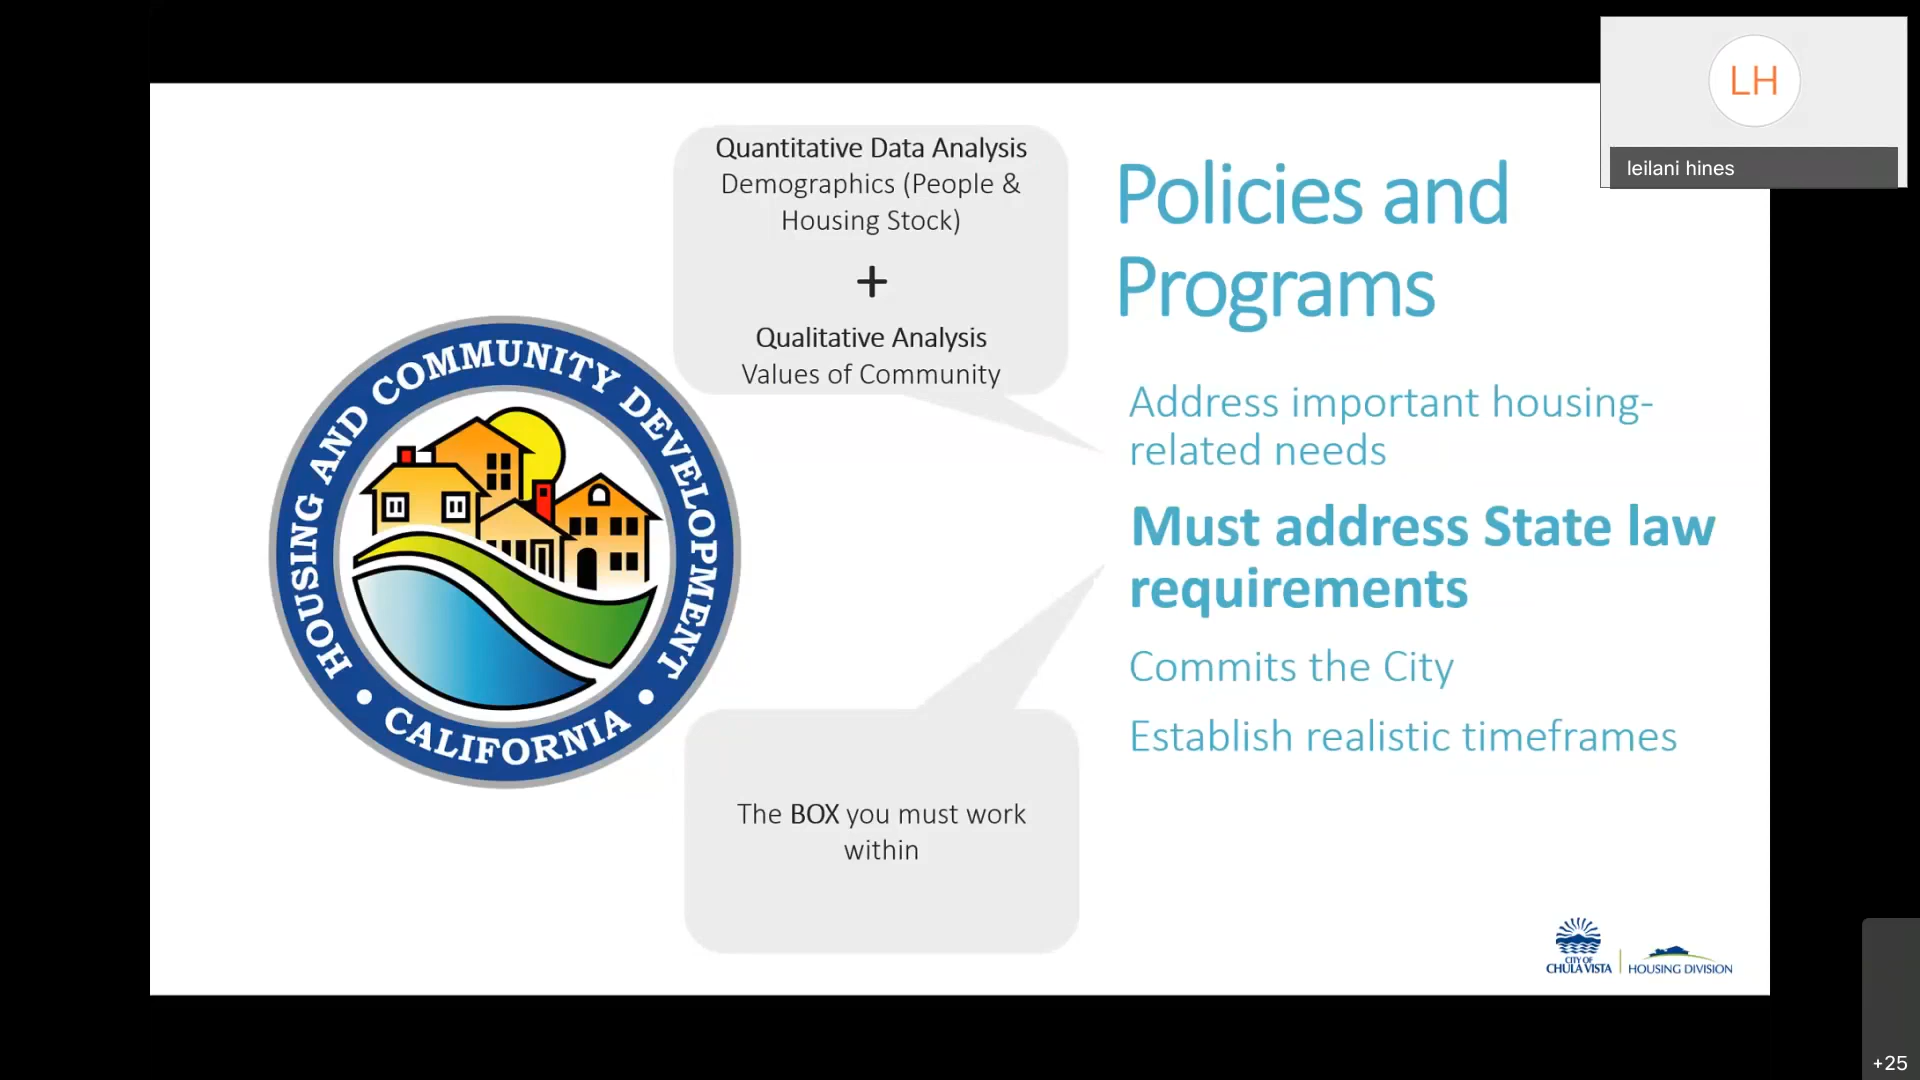 LH
leilani hines
Quantitative Data Analysis
Demographics (People &
Housing Stock)
+
Qualitative Analysis
Values of Community
Policies and
Programs
Address important housing-
related needs
Must address State law
requirements
Commits the City
Establish realistic timeframes
HOUSING AND COMMUNITY DEVELOPMENT
• CALIFORNIA •
The BOX you must work
within
CITY OF
CHULA VISTA
HOUSING DIVISION
+25